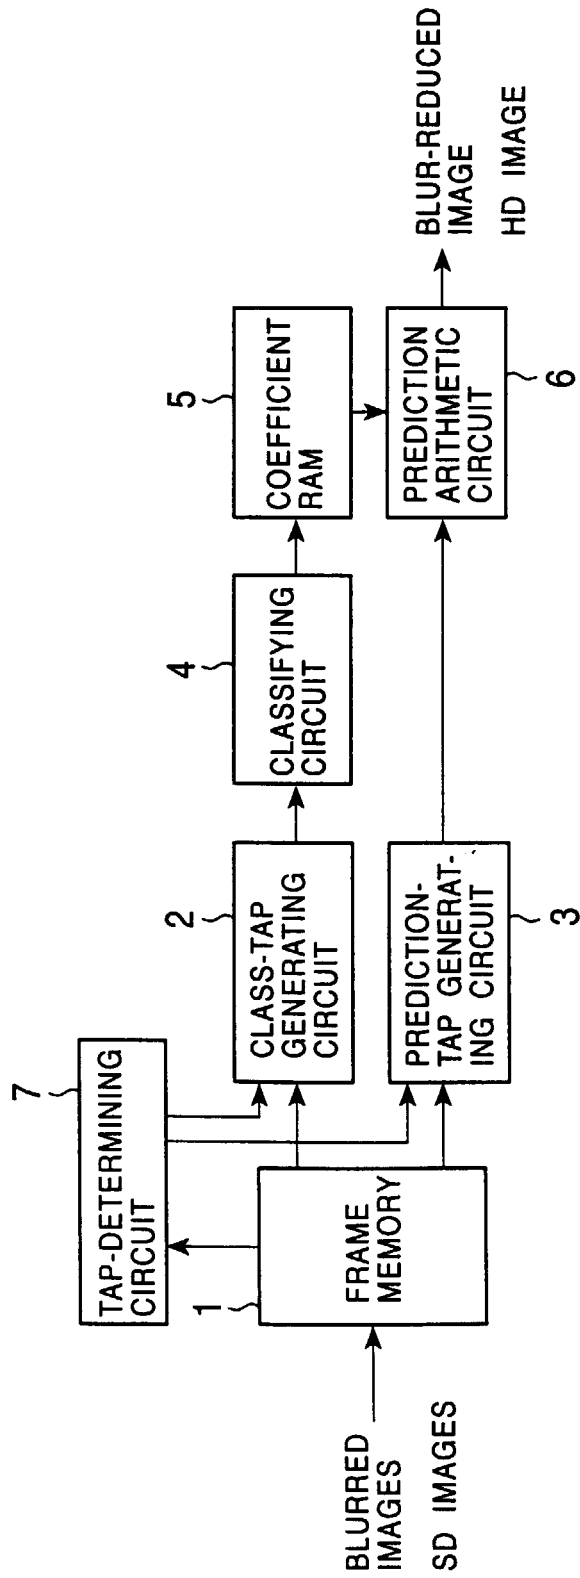 7
TAP-DETERMINING
CIRCUIT
BLURRED
IMAGES
SD IMAGES
1
FRAME
MEMORY
2
CLASS-TAP
GENERATING
CIRCUIT
PREDICTION-
TAP GENERAT-
ING CIRCUIT
3
4
CLASSIFYING
CIRCUIT
5
COEFFICIENT
RAM
PREDICTION
ARITHMETIC
CIRCUIT
6
BLUR-REDUCED
IMAGE
HD IMAGE